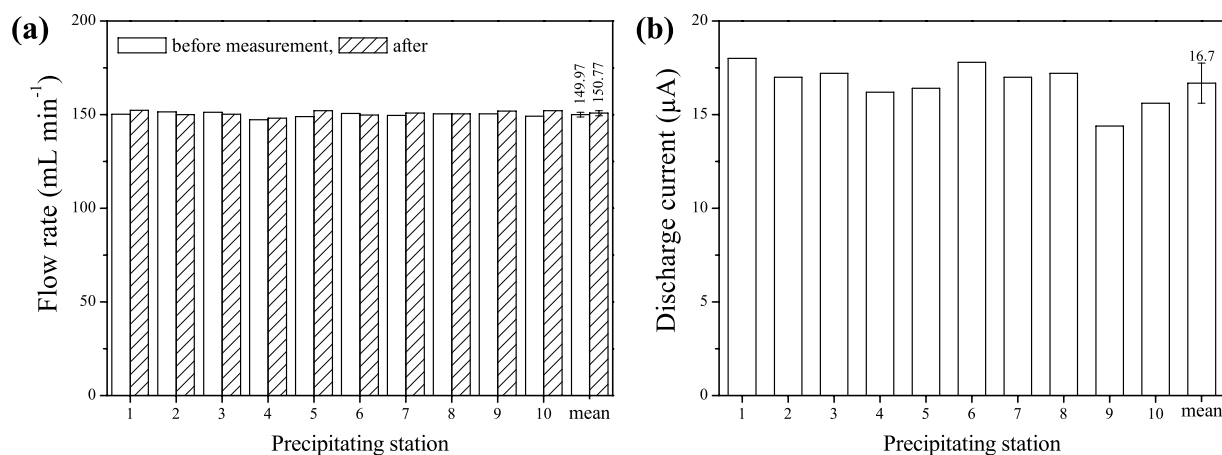 (a)
200
150
100
50
0
Flow rate (mL min⁻¹)
before measurement, after
149.97
150.77
1 2 3 4 5 6 7 8 9 10 mean
Precipitating station
(b)
20
15
10
5
0
Discharge current (µA)
16.7
1 2 3 4 5 6 7 8 9 10 mean
Precipitating station